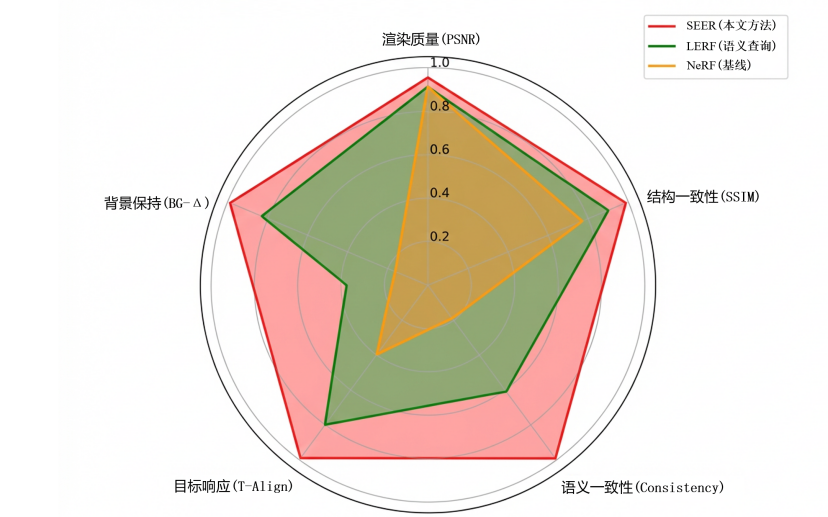 SEER(本文方法)
LERF(语义查询)
NeRF(基线)
渲染质量(PSNR)
1.0
0.8
0.6
0.4
0.2
背景保持(BG-Δ)
结构一致性(SSIM)
目标响应(T-Align)
语义一致性(Consistency)